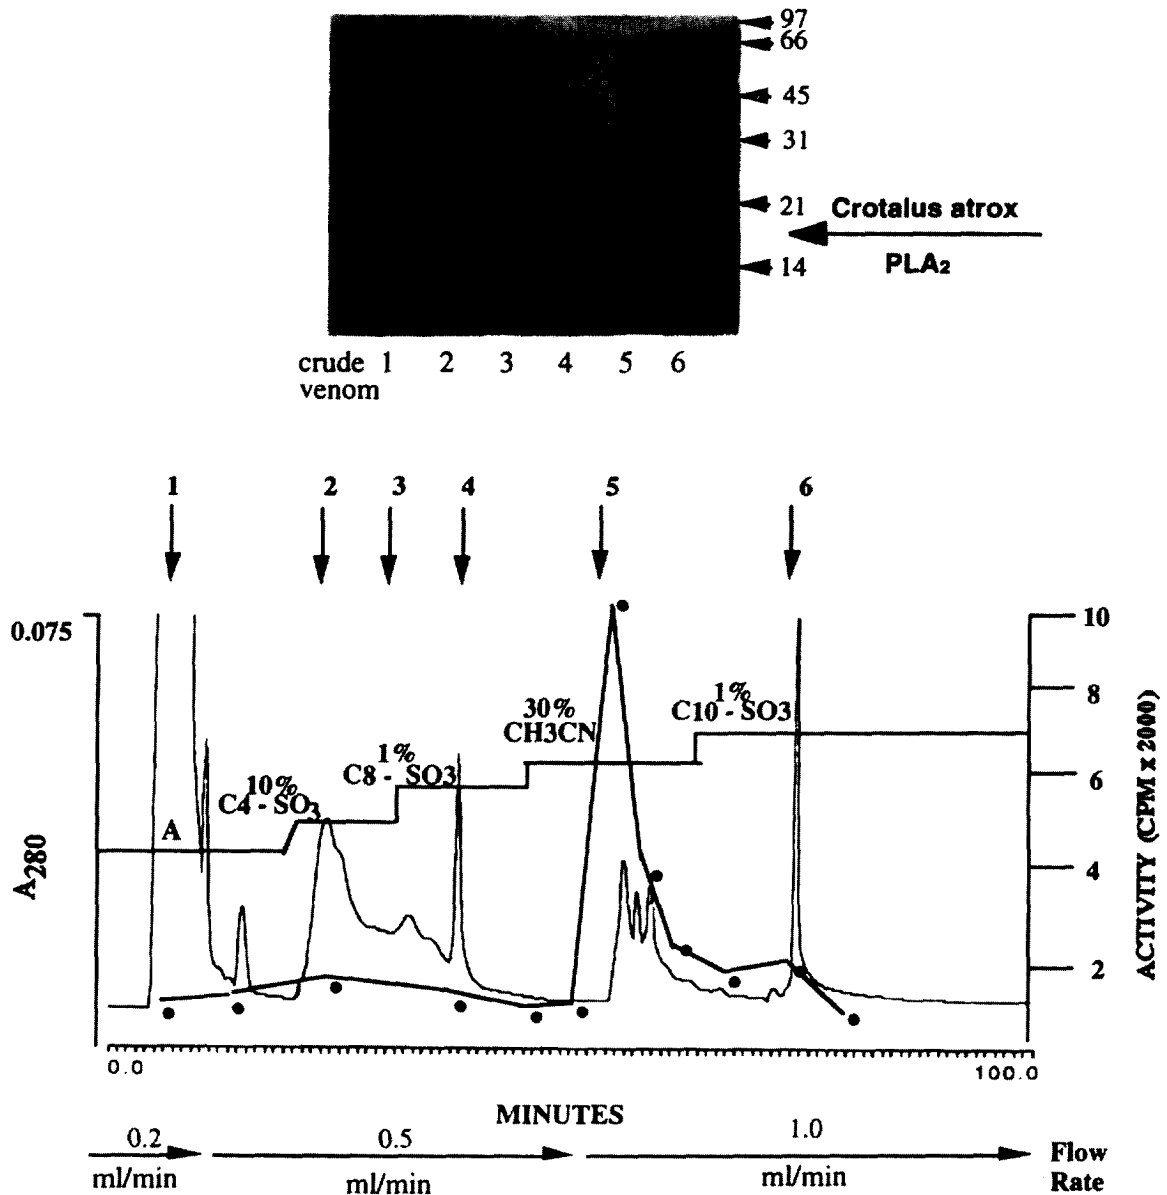 97
66
45
31
21
14
Crotalus atrox
PLA2
crude 1 2 3 4 5 6
venom
1 2 3 4 5 6
0.075
A280
A
10%
C4 - SO3
1%
C8 - SO3
30%
CH3CN
1%
C10 - SO3
10
8
6
4
2
ACTIVITY (CPM x 2000)
0.0 100.0
MINUTES
0.2 0.5 1.0 Flow
ml/min ml/min ml/min Rate